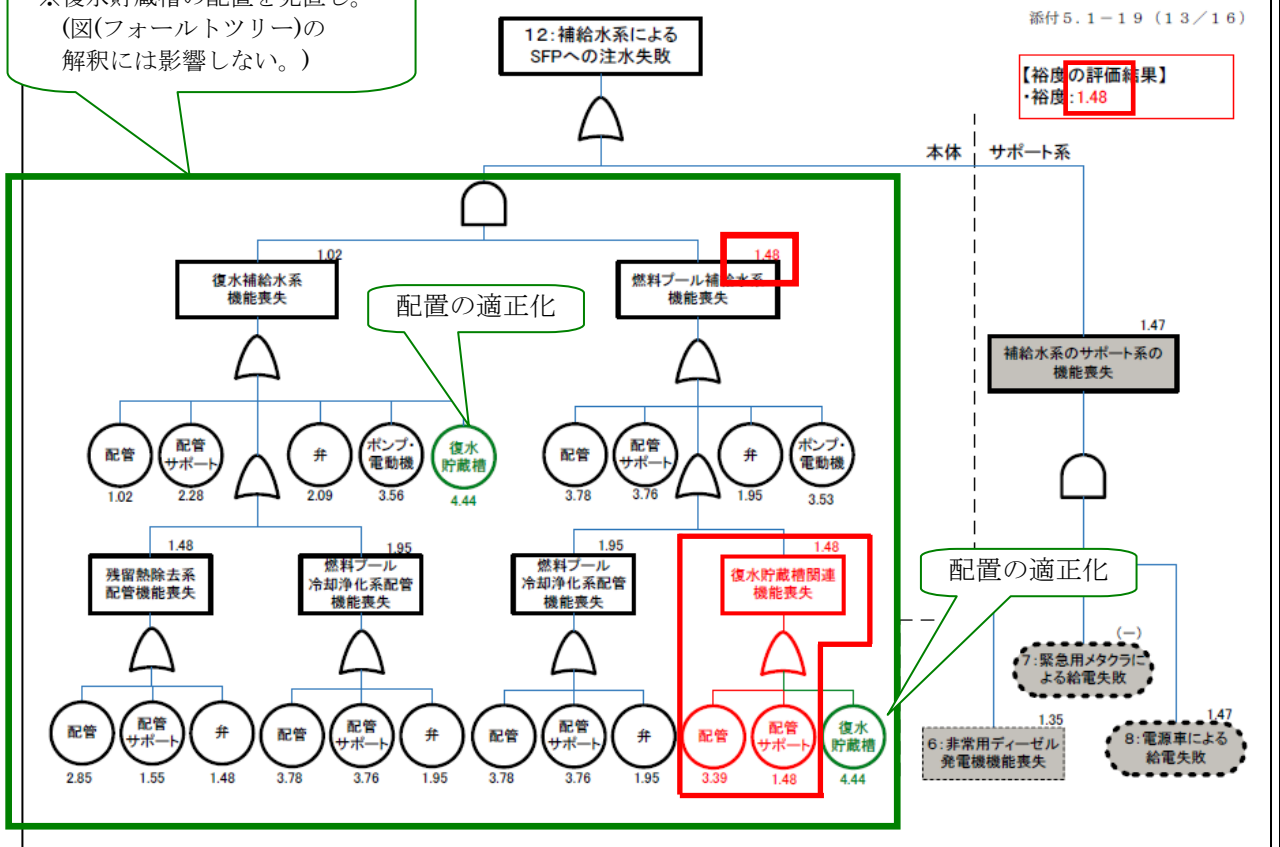 ※復水貯蔵槽の配置を見直し。
(図(フォールトツリー)の
解釈には影響しない。)
添付5.1-19(13/16)
12:補給水系による
SFPへの注水失敗
【裕度の評価結果】
・裕度:1.48
本体
サポート系
1.02
復水補給水系
機能喪失
1.48
燃料プール補給水系
機能喪失
配置の適正化
1.47
補給水系のサポート系の
機能喪失
配管
1.02
配管
サポート
2.28
弁
2.09
ポンプ・
電動機
3.56
復水
貯蔵槽
4.44
配管
3.78
配管
サポート
3.76
弁
1.95
ポンプ・
電動機
3.53
1.48
残留熱除去系
配管機能喪失
1.95
燃料プール
冷却浄化系配管
機能喪失
1.95
燃料プール
冷却浄化系配管
機能喪失
1.48
復水貯蔵槽関連
機能喪失
配置の適正化
配管
2.85
配管
サポート
1.55
弁
1.48
配管
3.78
配管
サポート
3.76
弁
1.95
配管
3.78
配管
サポート
3.76
弁
1.95
配管
3.39
配管
サポート
1.48
復水
貯蔵槽
4.44
(-)
7:緊急用メタクラに
よる給電失敗
1.35
6:非常用ディーゼル
発電機機能喪失
1.47
8:電源車による
給電失敗